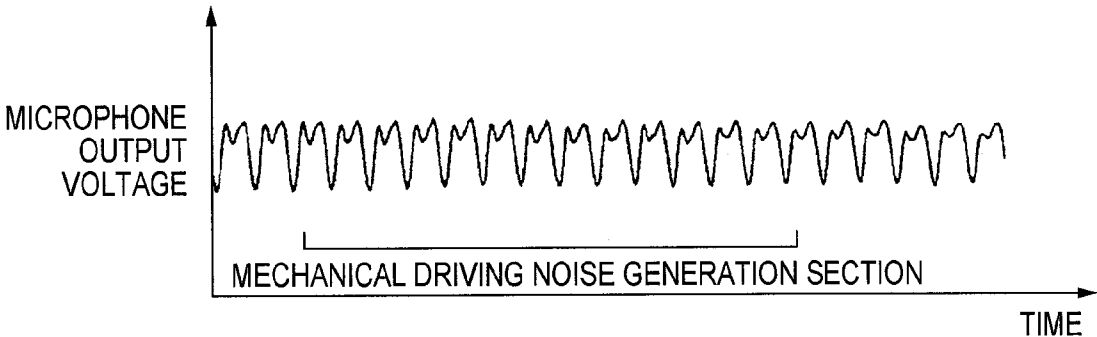 MICROPHONE
OUTPUT
VOLTAGE
MECHANICAL DRIVING NOISE GENERATION SECTION
TIME